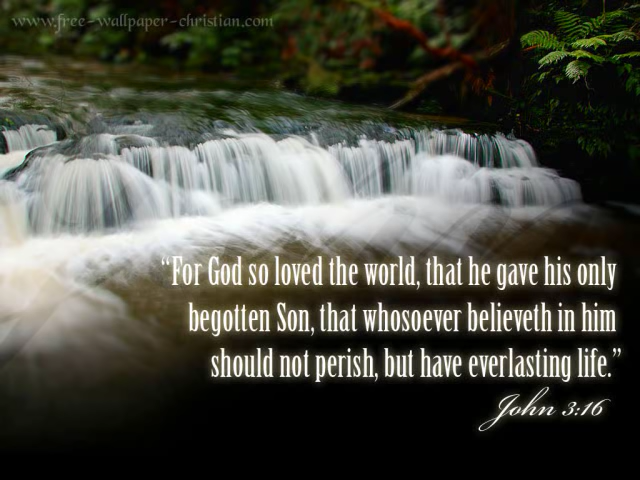 www.free-wallpaper-christian.com
“For God so loved the world, that he gave his only
begotten Son, that whosoever believeth in him
should not perish, but have everlasting life.”
John 3:16